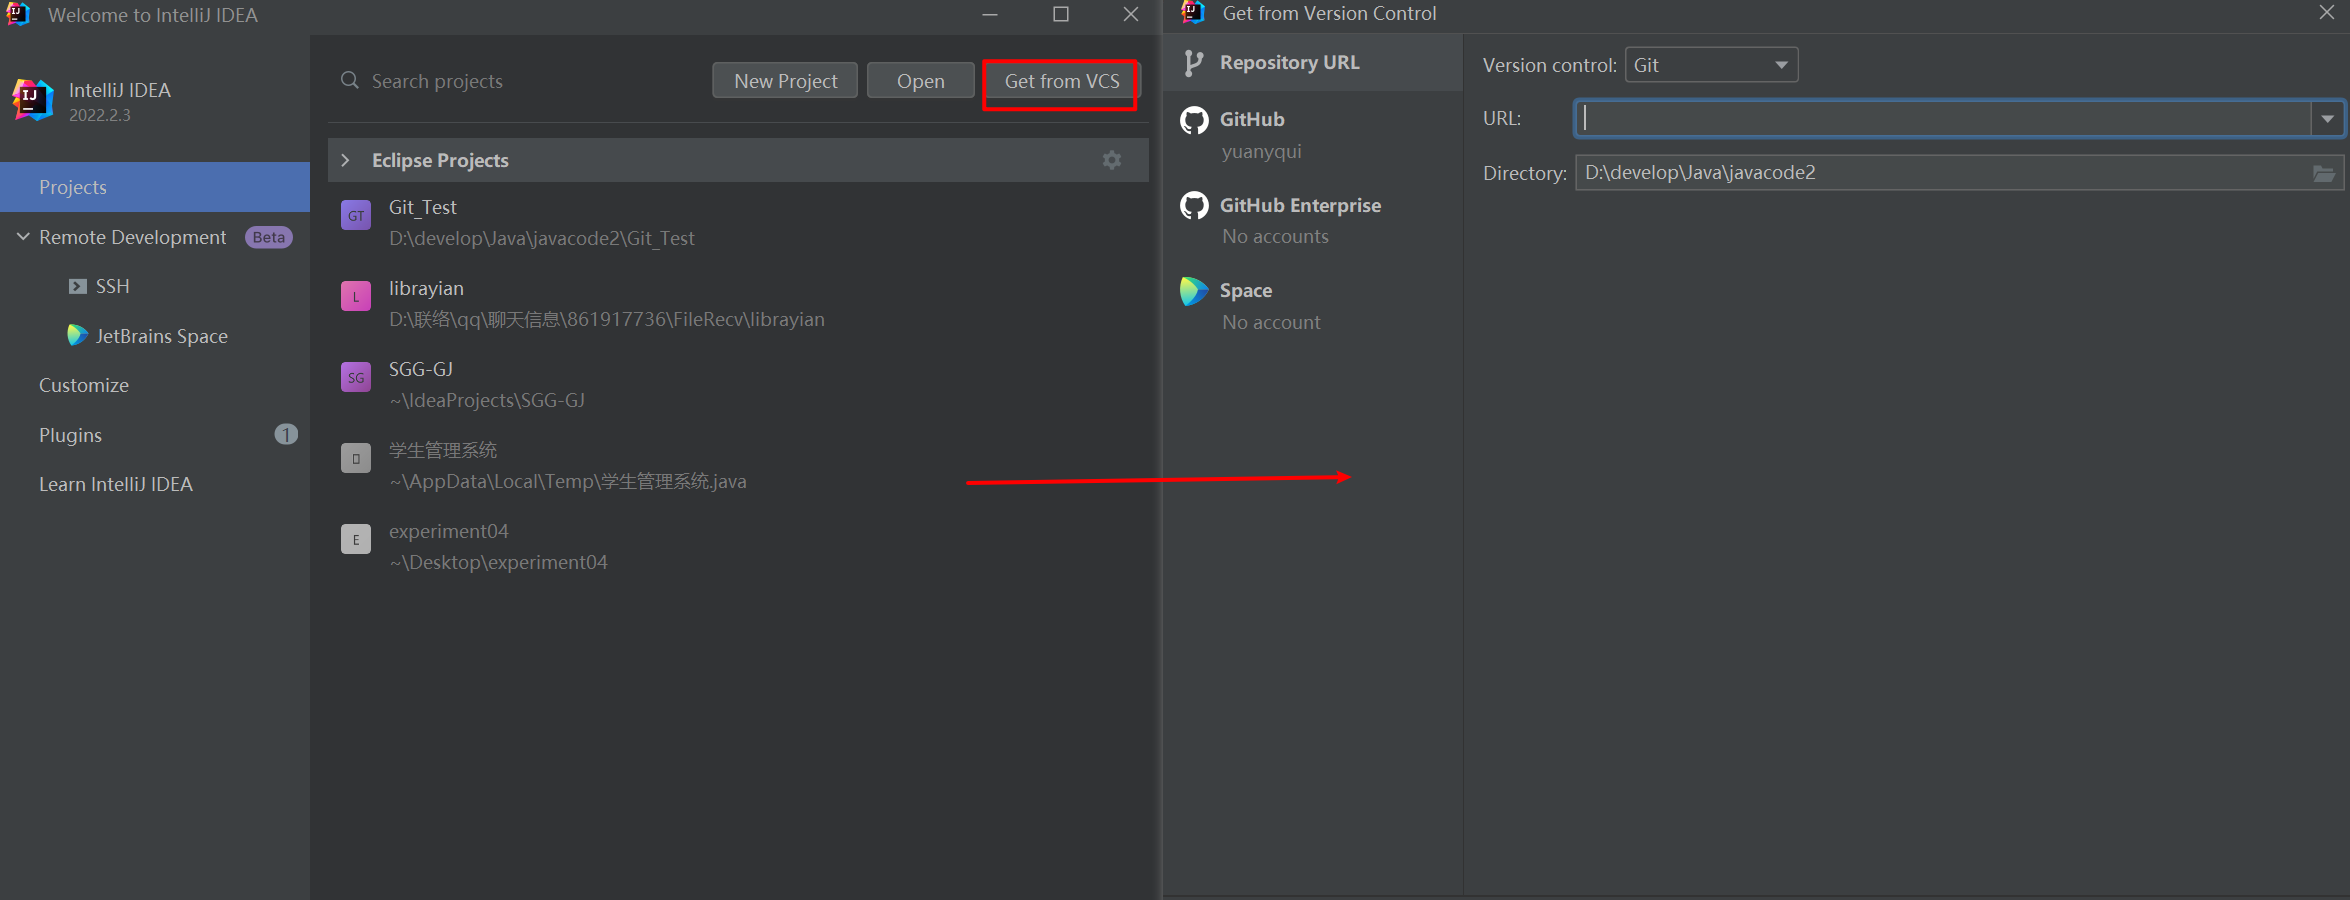 Welcome to IntelliJ IDEA
IntelliJ IDEA
2022.2.3
Projects
Remote Development Beta
SSH
JetBrains Space
Customize
Plugins 1
Learn IntelliJ IDEA
Search projects
New Project
Open
Get from VCS
Eclipse Projects
GT
Git_Test
D:\develop\Java\javacode2\Git_Test
L
librayian
D:\联络\qq\聊天信息\861917736\FileRecv\librayian
SG
SGG-GJ
~\IdeaProjects\SGG-GJ
学生管理系统
~\AppData\Local\Temp\学生管理系统.java
E
experiment04
~\Desktop\experiment04
Get from Version Control
Repository URL
GitHub
yuanyqui
GitHub Enterprise
No accounts
Space
No account
Version control: Git
URL:
Directory: D:\develop\Java\javacode2